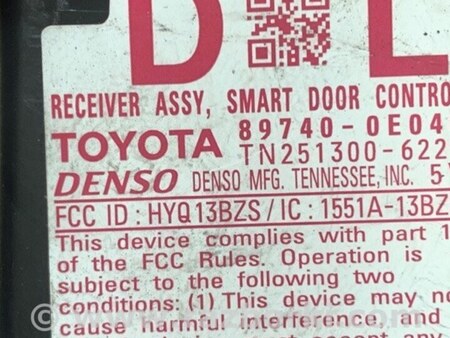 D L
RECEIVER ASSY, SMART DOOR CONTRO
TOYOTA 89740-0E04
TN251300-622
DENSO DENSO MFG. TENNESSEE, INC. 5
FCC ID : HYQ13BZS / IC : 1551A-13BZ
This device complies with part 1
of the FCC Rules. Operation is
subject to the following two
conditions: (1) This device may no
cause harmful interference, and